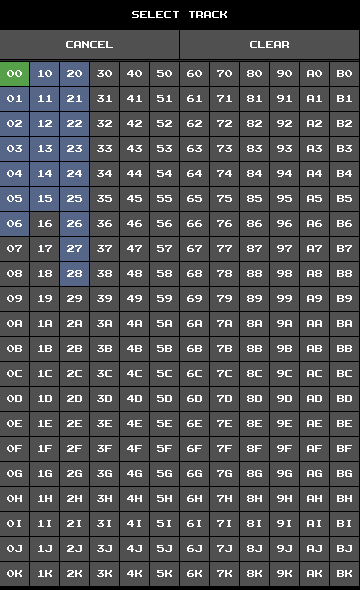 SELECT TRACK
CANCEL CLEAR
00 10 20 30 40 50 60 70 80 90 A0 B0
01 11 21 31 41 51 61 71 81 91 A1 B1
02 12 22 32 42 52 62 72 82 92 A2 B2
03 13 23 33 43 53 63 73 83 93 A3 B3
04 14 24 34 44 54 64 74 84 94 A4 B4
05 15 25 35 45 55 65 75 85 95 A5 B5
06 16 26 36 46 56 66 76 86 96 A6 B6
07 17 27 37 47 57 67 77 87 97 A7 B7
08 18 28 38 48 58 68 78 88 98 A8 B8
09 19 29 39 49 59 69 79 89 99 A9 B9
0A 1A 2A 3A 4A 5A 6A 7A 8A 9A AA BA
0B 1B 2B 3B 4B 5B 6B 7B 8B 9B AB BB
0C 1C 2C 3C 4C 5C 6C 7C 8C 9C AC BC
0D 1D 2D 3D 4D 5D 6D 7D 8D 9D AD BD
0E 1E 2E 3E 4E 5E 6E 7E 8E 9E AE BE
0F 1F 2F 3F 4F 5F 6F 7F 8F 9F AF BF
0G 1G 2G 3G 4G 5G 6G 7G 8G 9G AG BG
0H 1H 2H 3H 4H 5H 6H 7H 8H 9H AH BH
0I 1I 2I 3I 4I 5I 6I 7I 8I 9I AI BI
0J 1J 2J 3J 4J 5J 6J 7J 8J 9J AJ BJ
0K 1K 2K 3K 4K 5K 6K 7K 8K 9K AK BK